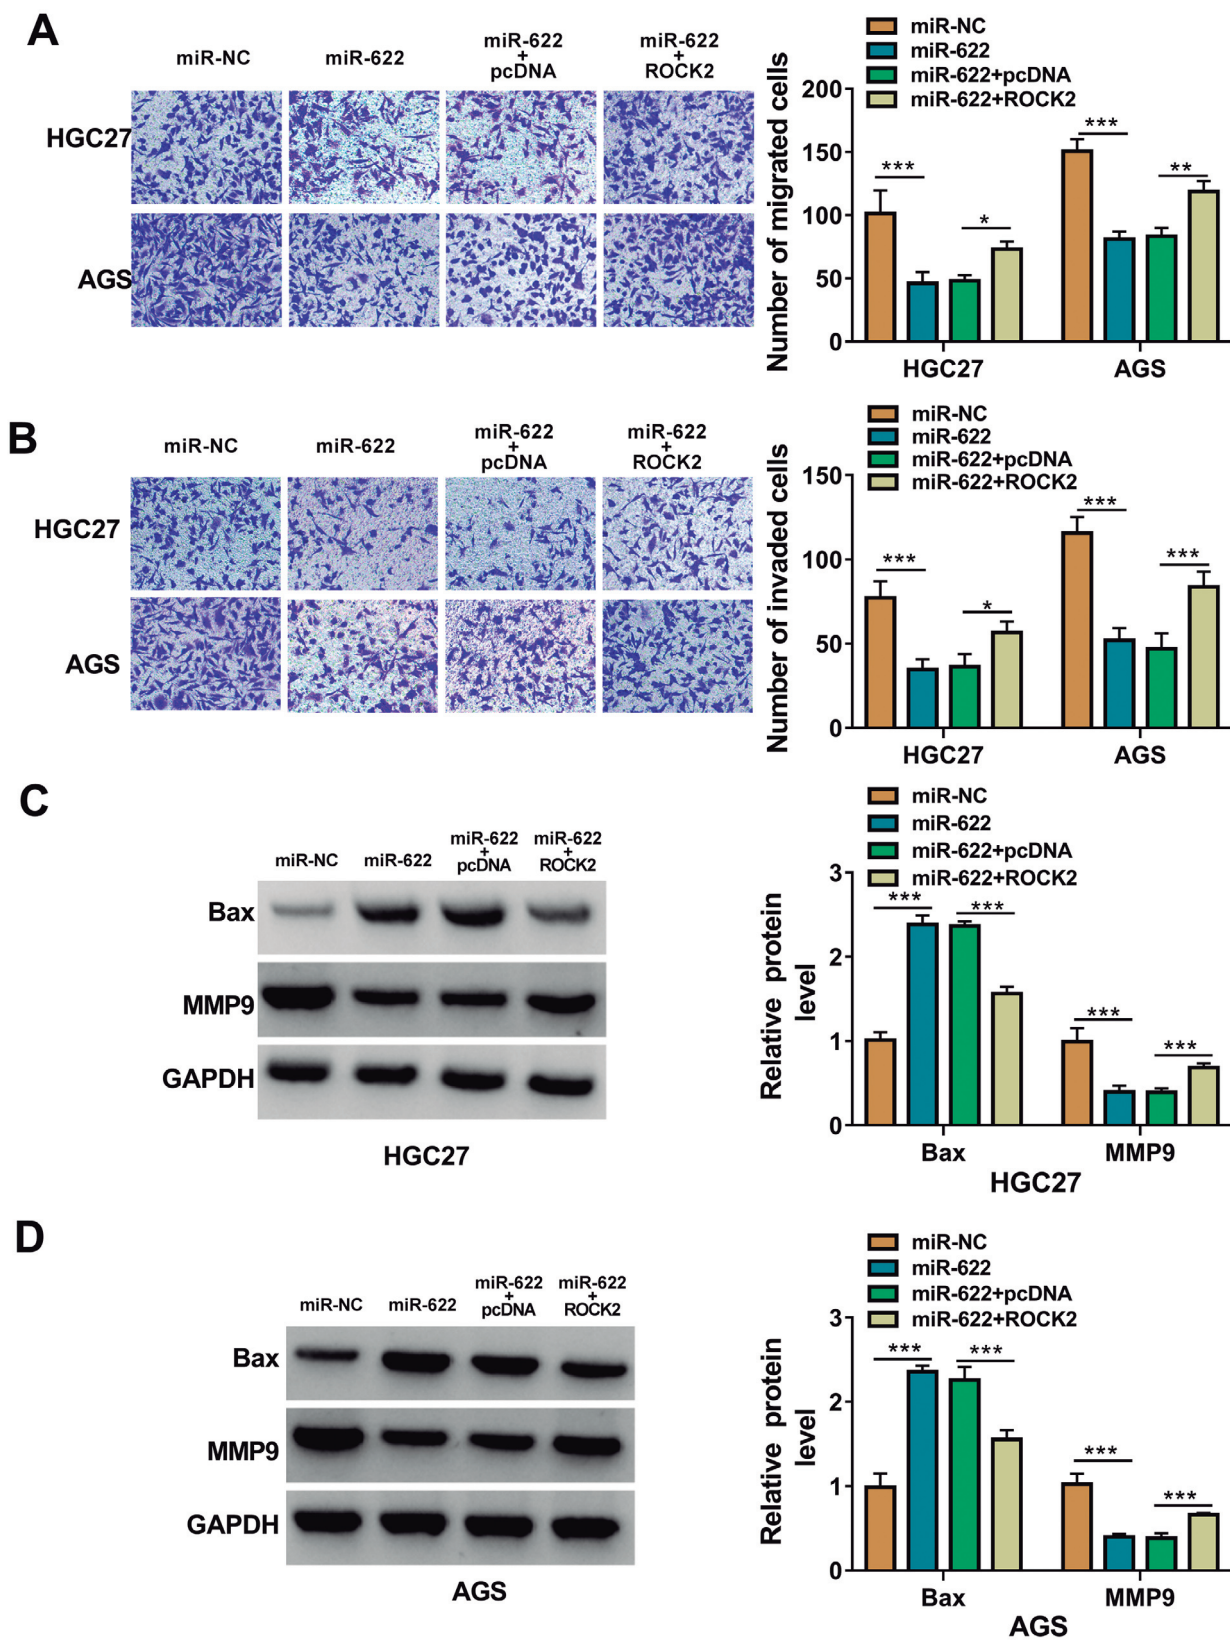 A
miR-NC
miR-622
miR-622
+
pcDNA
miR-622
+
ROCK2
HGC27
AGS
miR-NC
miR-622
miR-622+pcDNA
miR-622+ROCK2
Number of migrated cells
200
150
100
50
0
***
*
***
**
HGC27
AGS
B
miR-NC
miR-622
miR-622
+
pcDNA
miR-622
+
ROCK2
HGC27
AGS
miR-NC
miR-622
miR-622+pcDNA
miR-622+ROCK2
Number of invaded cells
150
100
50
0
***
*
***
***
HGC27
AGS
C
miR-NC
miR-622
miR-622
+
pcDNA
miR-622
+
ROCK2
Bax
MMP9
GAPDH
HGC27
miR-NC
miR-622
miR-622+pcDNA
miR-622+ROCK2
Relative protein
level
3
2
1
0
***
***
***
***
Bax
MMP9
HGC27
D
miR-NC
miR-622
miR-622
+
pcDNA
miR-622
+
ROCK2
Bax
MMP9
GAPDH
AGS
miR-NC
miR-622
miR-622+pcDNA
miR-622+ROCK2
Relative protein
level
3
2
1
0
***
***
***
***
Bax
MMP9
AGS